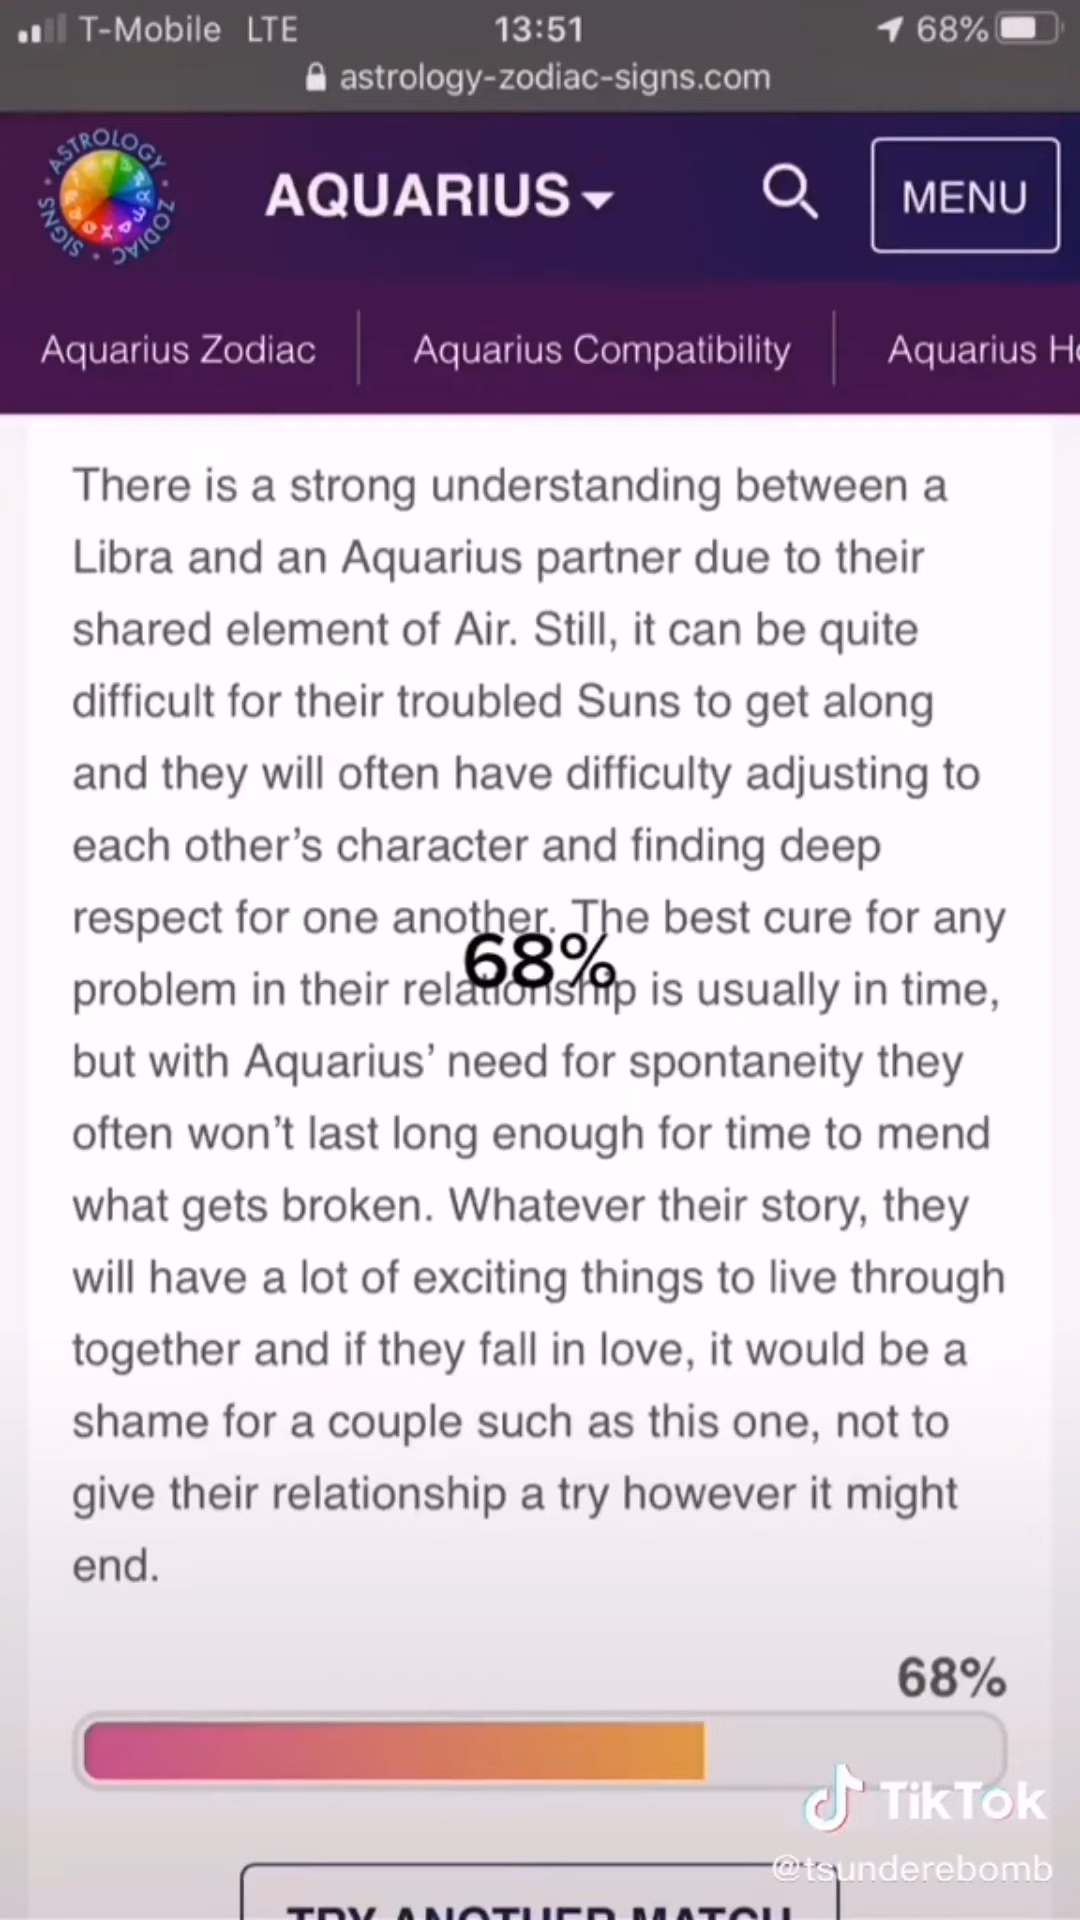 T-Mobile LTE 13:51 68%
astrology-zodiac-signs.com
ASTROLOGY • ZODIAC • SIGNS •
AQUARIUS MENU
Aquarius Zodiac Aquarius Compatibility Aquarius Ho
There is a strong understanding between a
Libra and an Aquarius partner due to their
shared element of Air. Still, it can be quite
difficult for their troubled Suns to get along
and they will often have difficulty adjusting to
each other’s character and finding deep
respect for one another. The best cure for any
68%
problem in their relationship is usually in time,
but with Aquarius’ need for spontaneity they
often won’t last long enough for time to mend
what gets broken. Whatever their story, they
will have a lot of exciting things to live through
together and if they fall in love, it would be a
shame for a couple such as this one, not to
give their relationship a try however it might
end.
68%
TikTok
@tsunderebomb
TRY ANOTHER MATCH